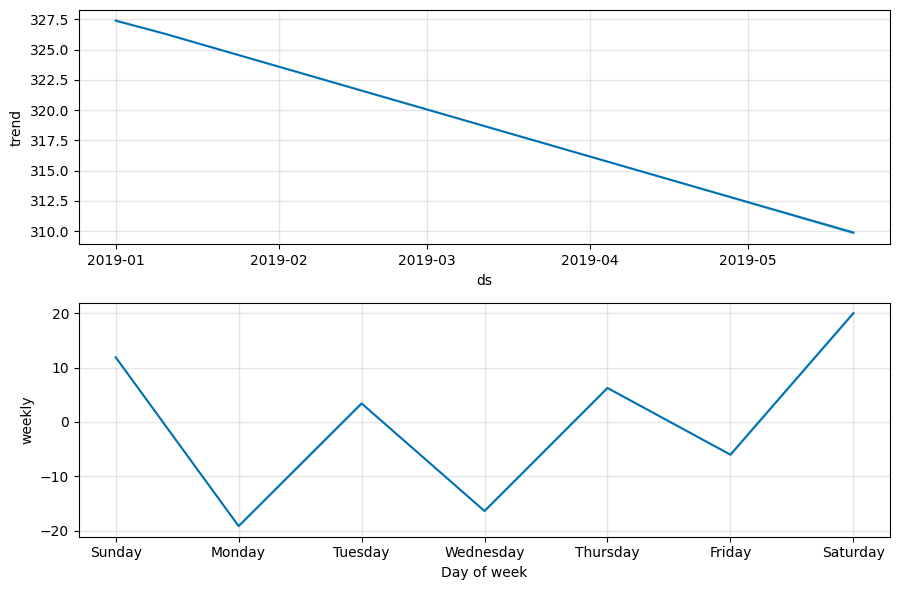 327.5
325.0
322.5
320.0
317.5
315.0
312.5
310.0
trend
2019-01 2019-02 2019-03 2019-04 2019-05
ds
20
10
0
−10
−20
weekly
Sunday Monday Tuesday Wednesday Thursday Friday Saturday
Day of week